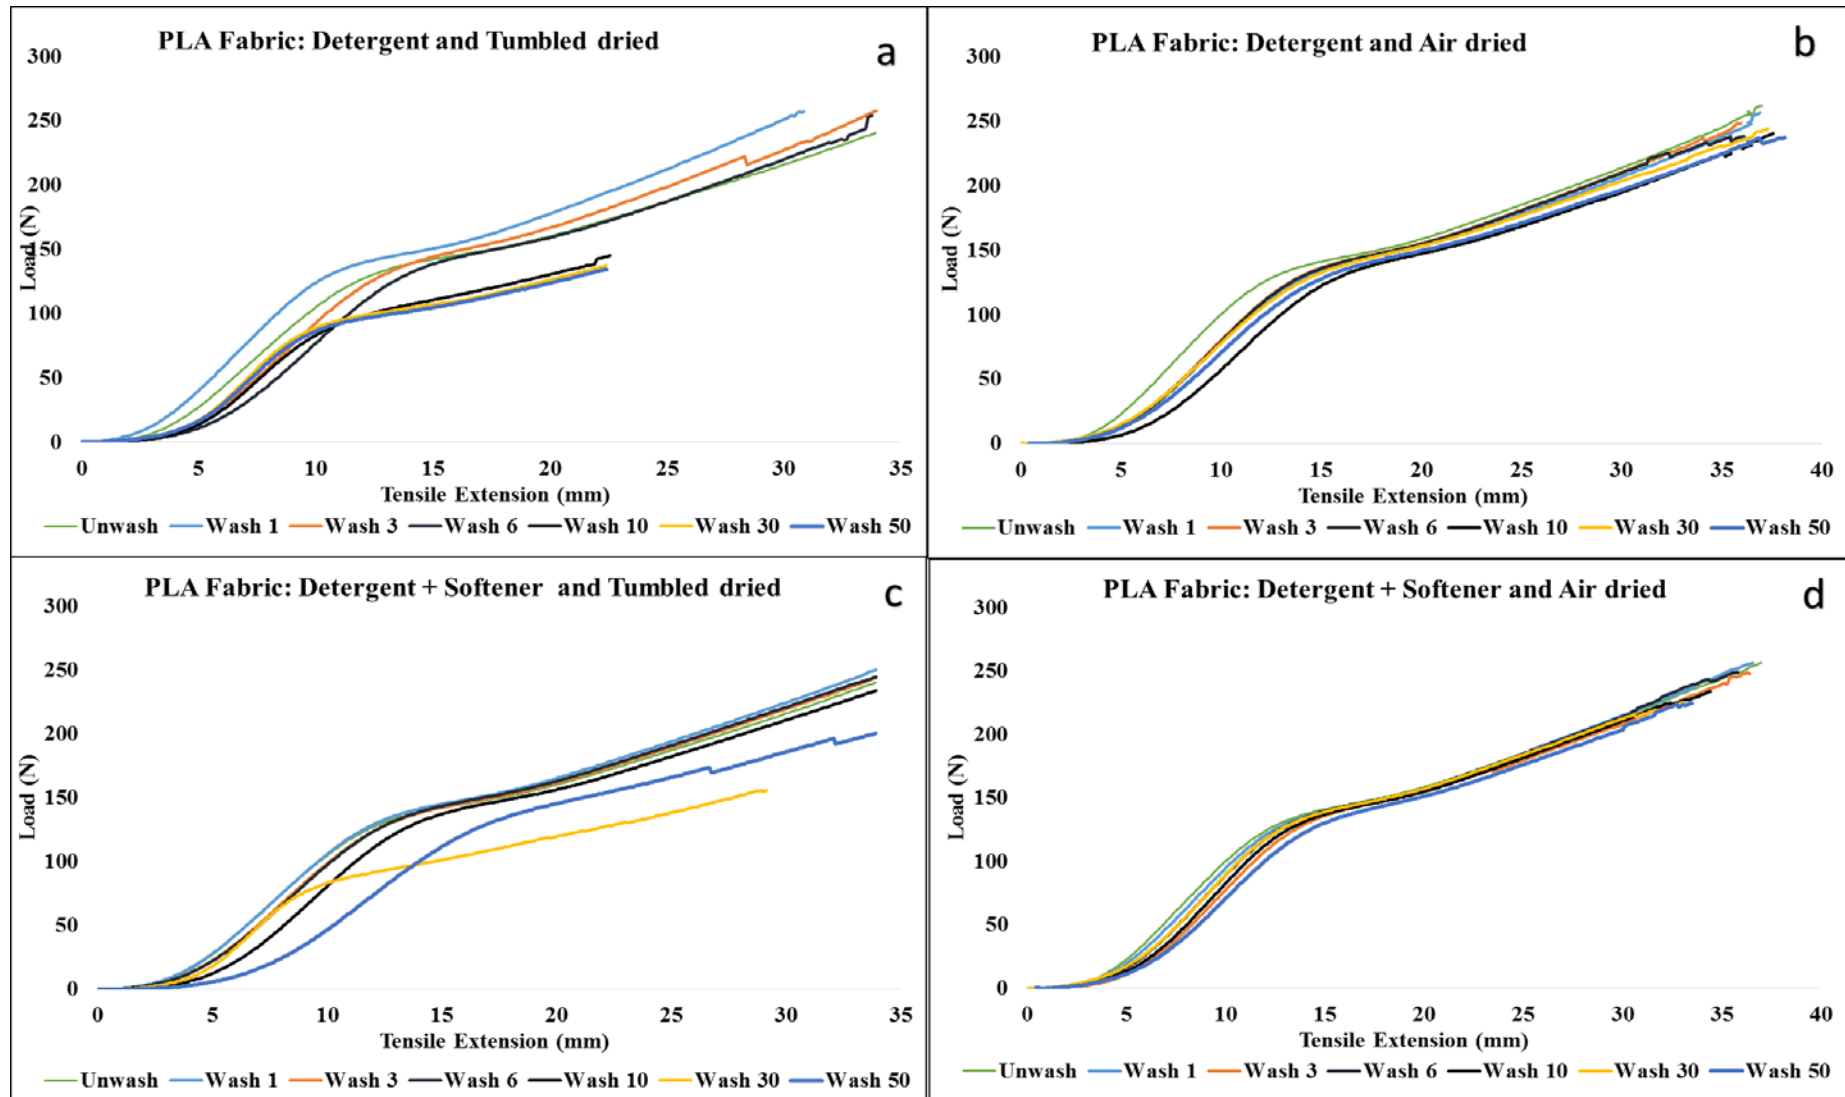 PLA Fabric: Detergent and Tumbled dried
a
300
250
200
150
100
50
0
Load (N)
0 5 10 15 20 25 30 35
Tensile Extension (mm)
Unwash Wash 1 Wash 3 Wash 6 Wash 10 Wash 30 Wash 50
PLA Fabric: Detergent and Air dried
b
300
250
200
150
100
50
0
Load (N)
0 5 10 15 20 25 30 35 40
Tensile Extension (mm)
Unwash Wash 1 Wash 3 Wash 6 Wash 10 Wash 30 Wash 50
PLA Fabric: Detergent + Softener and Tumbled dried
c
300
250
200
150
100
50
0
Load (N)
0 5 10 15 20 25 30 35
Tensile Extension (mm)
Unwash Wash 1 Wash 3 Wash 6 Wash 10 Wash 30 Wash 50
PLA Fabric: Detergent + Softener and Air dried
d
300
250
200
150
100
50
0
Load (N)
0 5 10 15 20 25 30 35 40
Tensile Extension (mm)
Unwash Wash 1 Wash 3 Wash 6 Wash 10 Wash 30 Wash 50